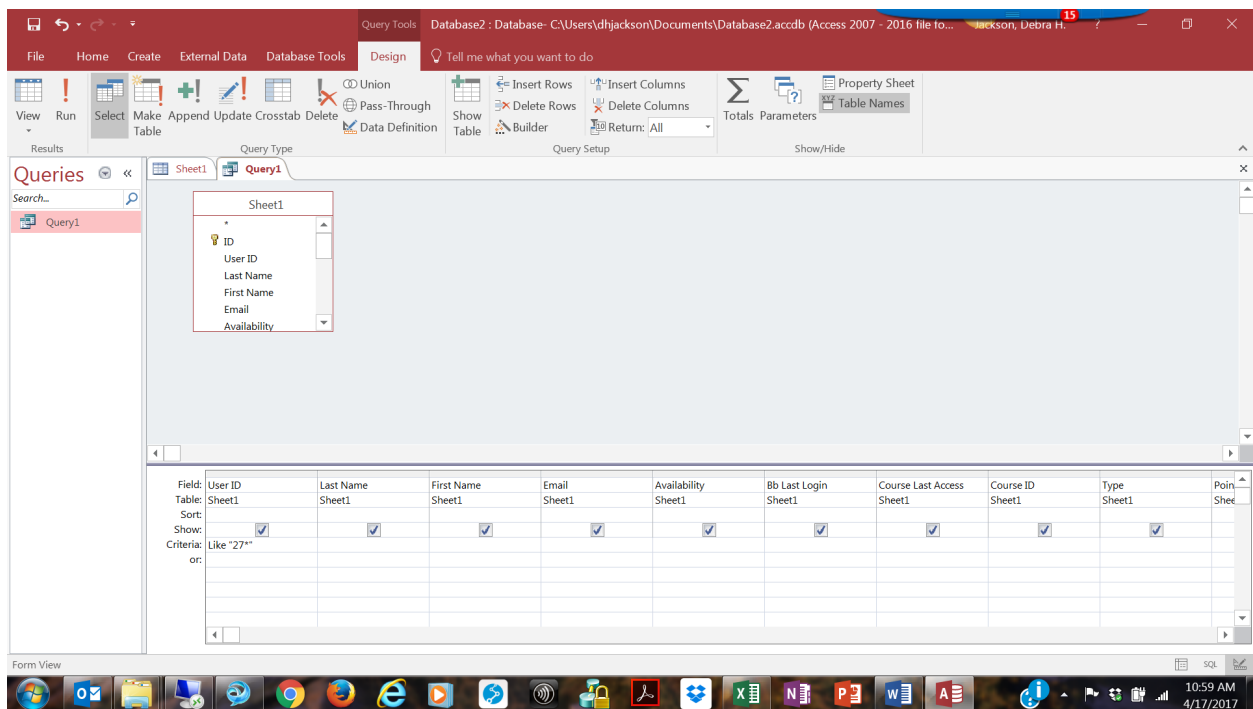 Query Tools Database2 : Database- C:\Users\dhjackson\Documents\Database2.accdb (Access 2007 - 2016 file fo... Jackson, Debra H. ?
15
File Home Create External Data Database Tools Design Tell me what you want to do
View Run Select Make Table Append Update Crosstab Delete
Union
Pass-Through
Data Definition
Show Table
Insert Rows
Delete Rows
Builder
Insert Columns
Delete Columns
Return: All
Totals Parameters
Property Sheet
Table Names
Results Query Type Query Setup Show/Hide
Queries «
Search...
Query1
Sheet1 Query1
Sheet1
*
ID
User ID
Last Name
First Name
Email
Availability
Field: User ID Last Name First Name Email Availability Bb Last Login Course Last Access Course ID Type Poin
Table: Sheet1 Sheet1 Sheet1 Sheet1 Sheet1 Sheet1 Sheet1 Sheet1 Sheet1 Shee
Sort:
Show:
Criteria: Like "27*"
or:
Form View SQL
10:59 AM
4/17/2017